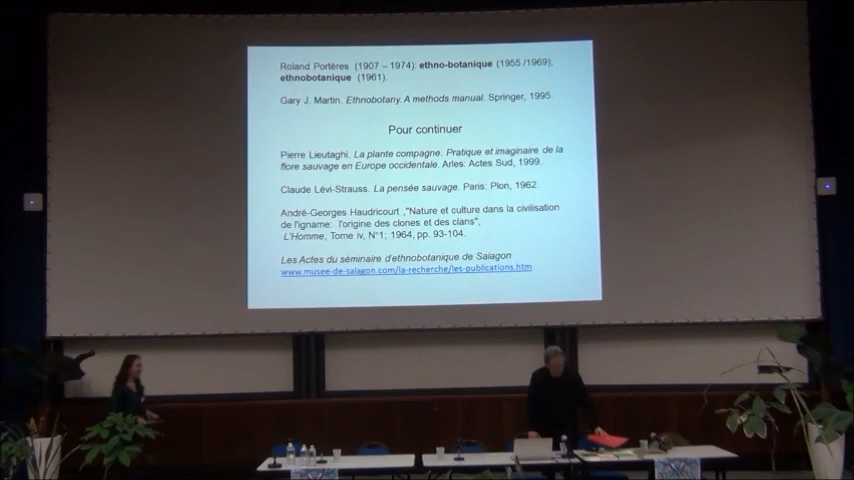 Roland Portères (1907 – 1974): ethno-botanique (1955 /1969);
ethnobotanique (1961).
Gary J. Martin. Ethnobotany. A methods manual. Springer, 1995.
Pour continuer
Pierre Lieutaghi. La plante compagne. Pratique et imaginaire de la
flore sauvage en Europe occidentale. Arles: Actes Sud, 1999.
Claude Lévi-Strauss. La pensée sauvage. Paris: Plon, 1962.
André-Georges Haudricourt ,"Nature et culture dans la civilisation
de l'igname: l'origine des clones et des clans",
L'Homme, Tome iv, N°1; 1964, pp. 93-104.
Les Actes du séminaire d'ethnobotanique de Salagon
www.musee-de-salagon.com/la-recherche/les-publications.htm